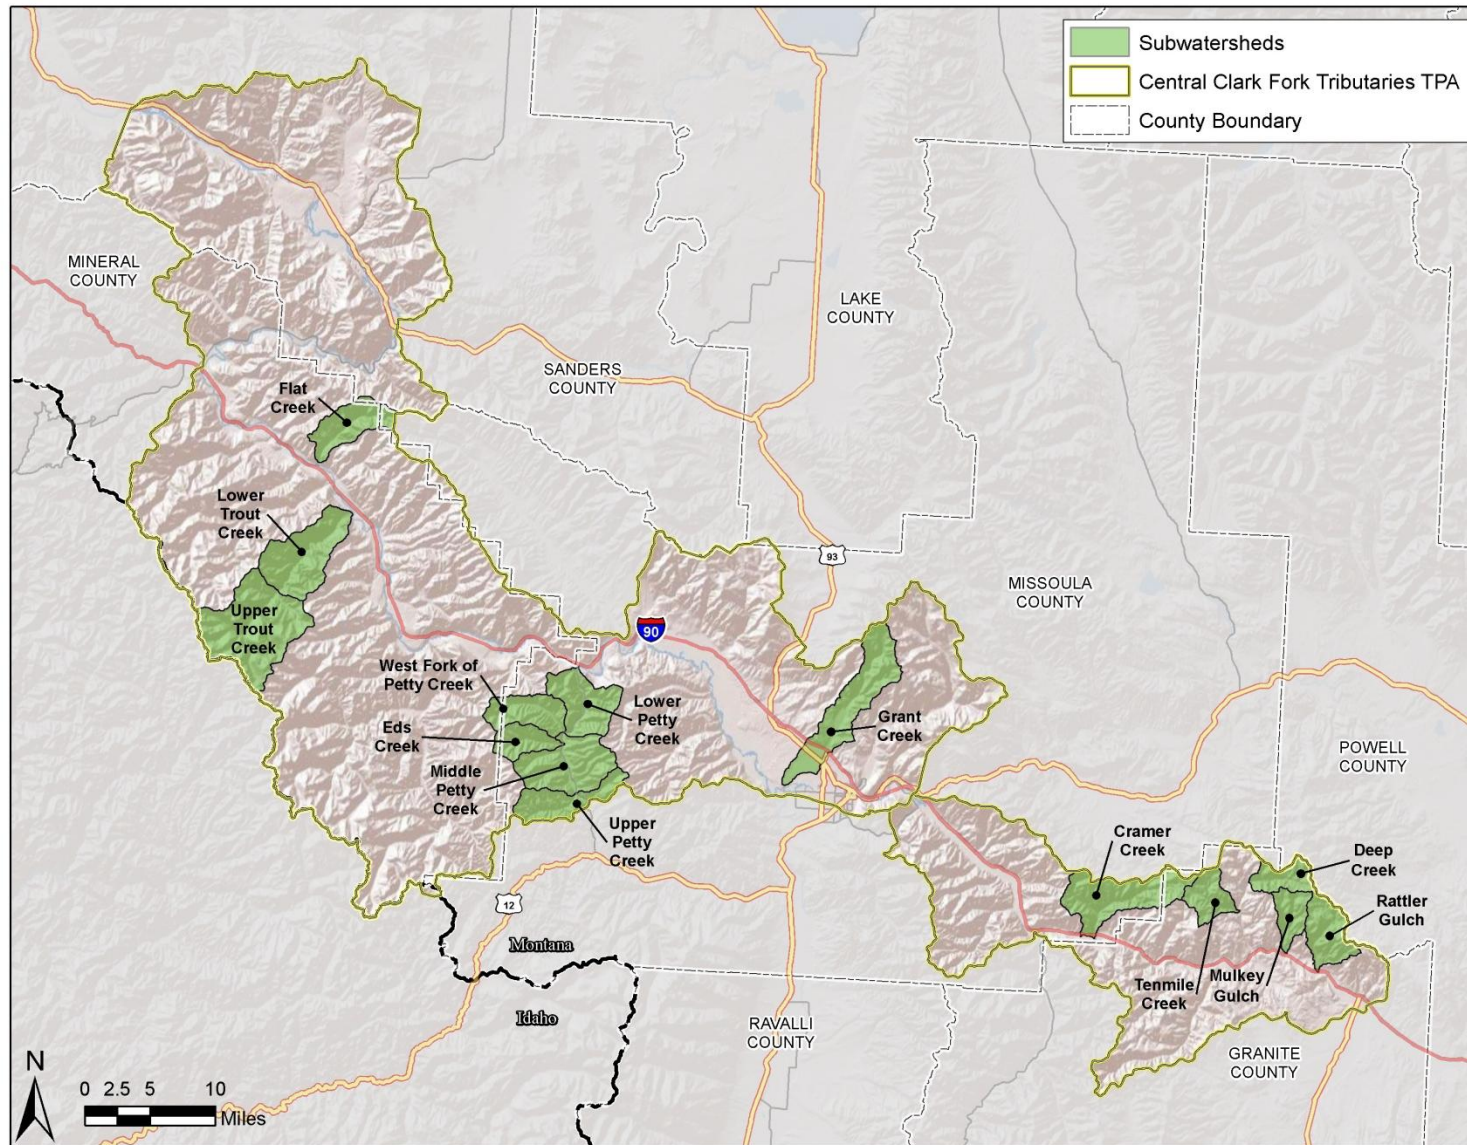 Subwatersheds
Central Clark Fork Tributaries TPA
County Boundary
MINERAL
COUNTY
LAKE
COUNTY
SANDERS
COUNTY
Flat
Creek
Lower
Trout
Creek
93
MISSOULA
COUNTY
Upper
Trout
Creek
90
West Fork of
Petty Creek
Lower
Petty
Creek
Eds
Creek
Grant
Creek
Middle
Petty
Creek
POWELL
COUNTY
Upper
Petty
Creek
Cramer
Creek
Deep
Creek
Rattler
Gulch
12
Montana
Idaho
Tenmile
Creek
Mulkey
Gulch
RAVALLI
COUNTY
GRANITE
COUNTY
N
0 2.5 5 10
Miles